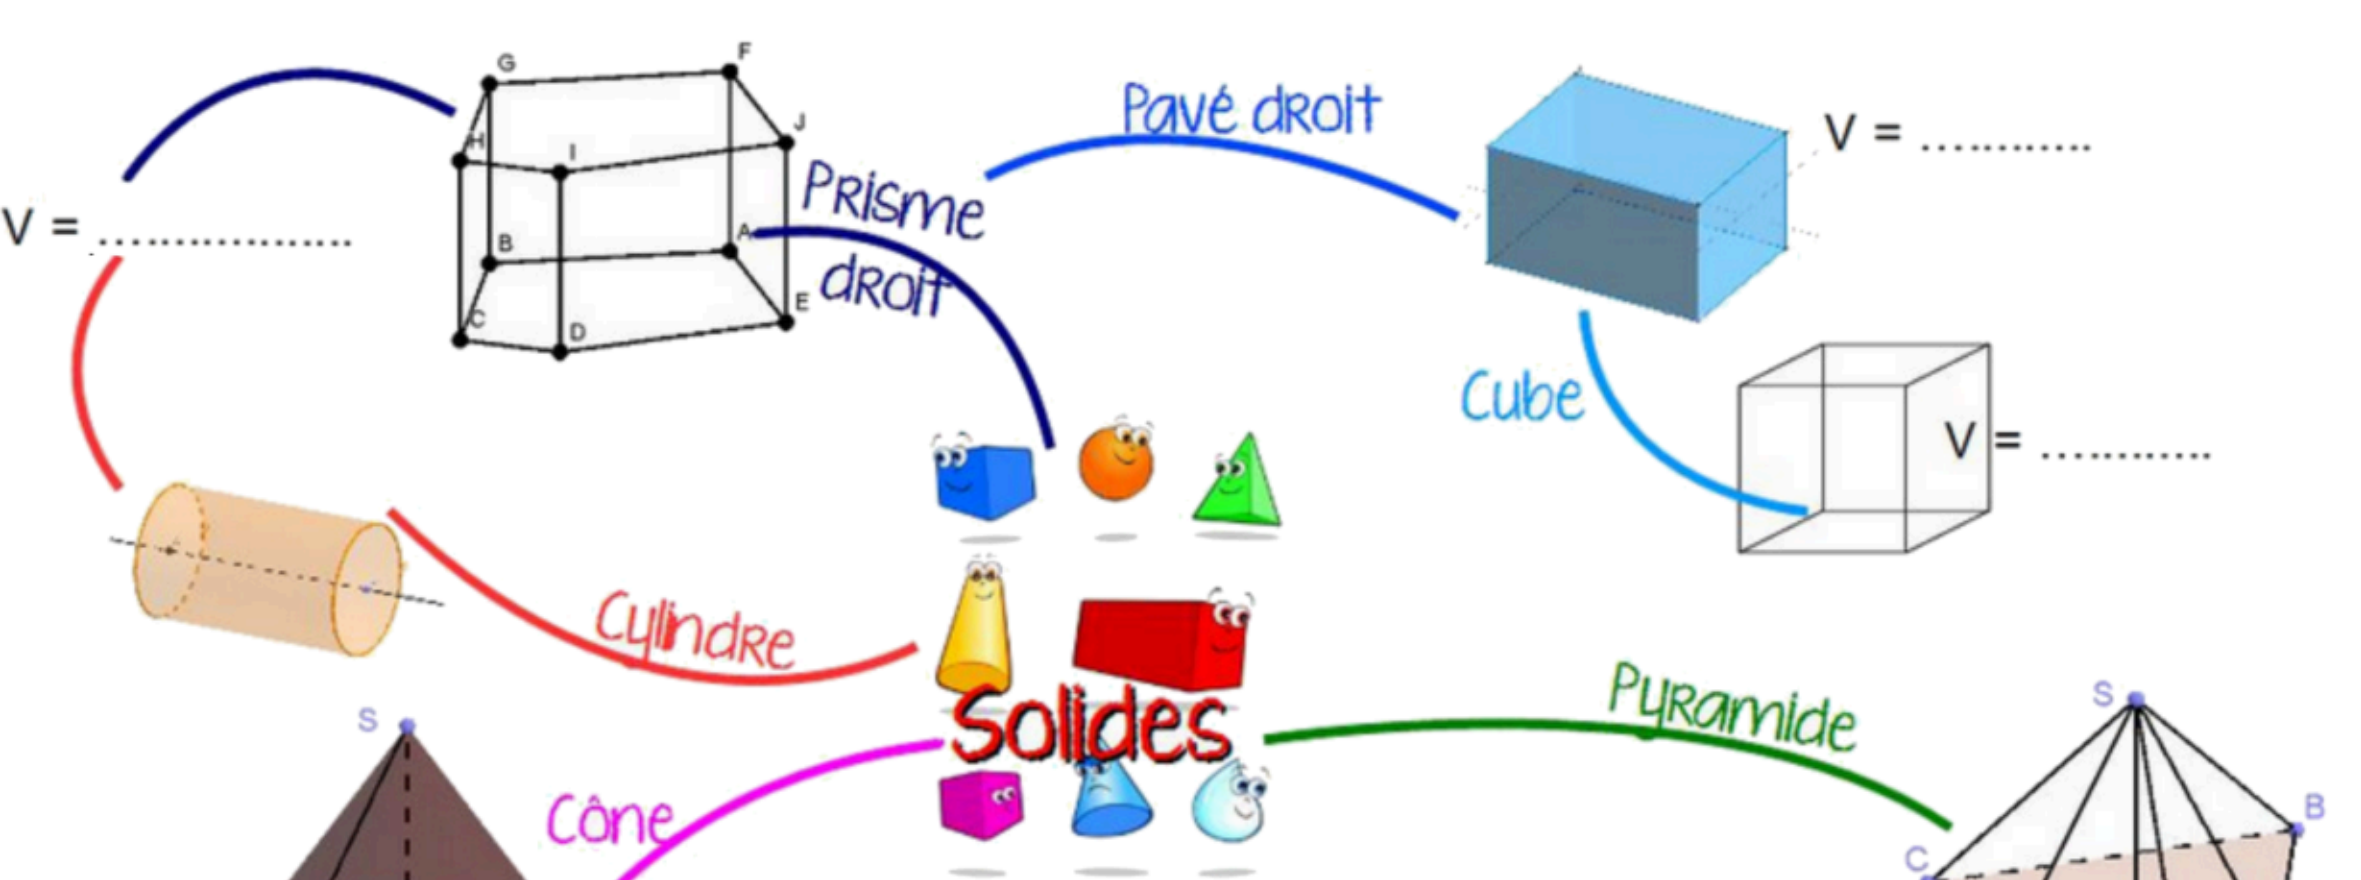 G
F
H
I
J
B
A
C
D
E
Prisme
droit
Pavé droit
V = ............
V = ................
Cube
V = ............
Cylindre
Solides
Pyramide
Cône
S
S
B
C